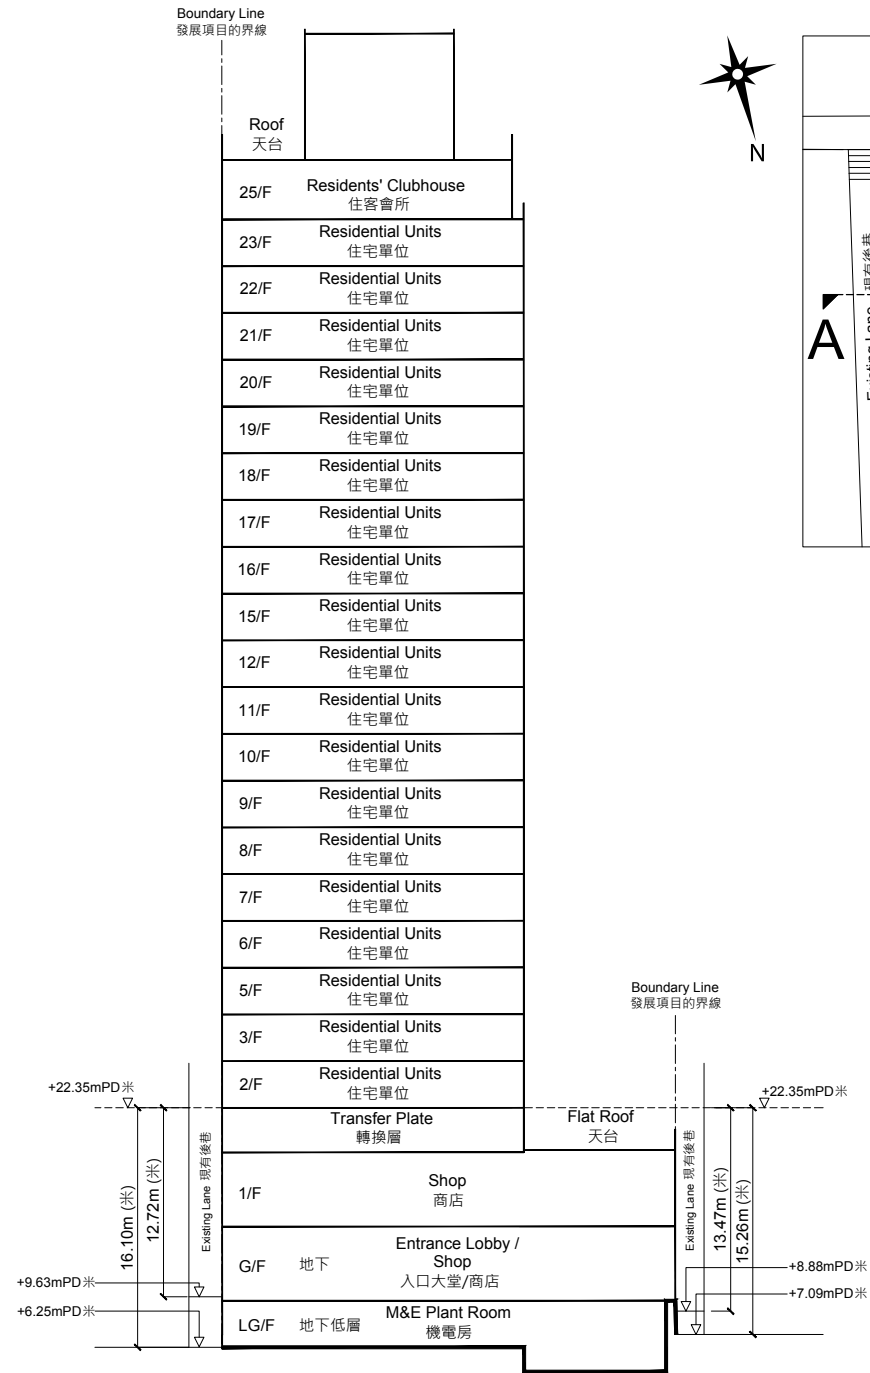 Boundary Line
發展項目的界線
N
Roof
天台
25/F Residents' Clubhouse
住客會所
23/F Residential Units
住宅單位
22/F Residential Units
住宅單位
21/F Residential Units
住宅單位
20/F Residential Units
住宅單位
19/F Residential Units
住宅單位
18/F Residential Units
住宅單位
17/F Residential Units
住宅單位
16/F Residential Units
住宅單位
15/F Residential Units
住宅單位
12/F Residential Units
住宅單位
11/F Residential Units
住宅單位
10/F Residential Units
住宅單位
9/F Residential Units
住宅單位
8/F Residential Units
住宅單位
7/F Residential Units
住宅單位
6/F Residential Units
住宅單位
5/F Residential Units
住宅單位
3/F Residential Units
住宅單位
2/F Residential Units
住宅單位
A
Boundary Line
發展項目的界線
+22.35mPD米
+22.35mPD米
Transfer Plate
轉換層
Flat Roof
天台
1/F Shop
商店
G/F 地下 Entrance Lobby /
Shop
入口大堂/商店
LG/F 地下低層 M&E Plant Room
機電房
16.10m (米)
12.72m (米)
Existing Lane 現有後巷
+9.63mPD米
+6.25mPD米
Existing Lane 現有後巷
13.47m (米)
15.26m (米)
+8.88mPD米
+7.09mPD米